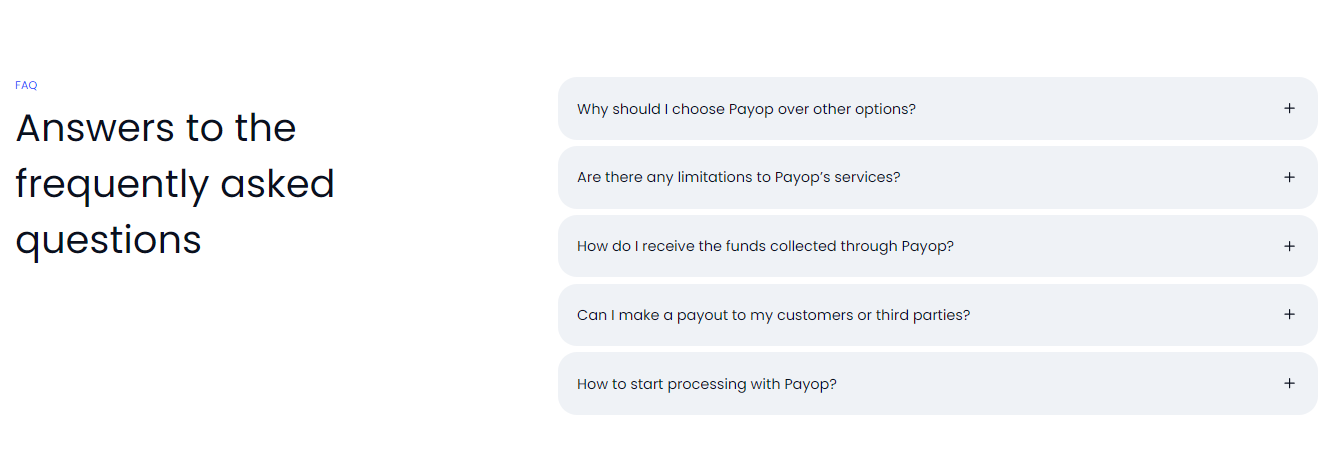 FAQ
Answers to the
frequently asked
questions
Why should I choose Payop over other options?
Are there any limitations to Payop’s services?
How do I receive the funds collected through Payop?
Can I make a payout to my customers or third parties?
How to start processing with Payop?